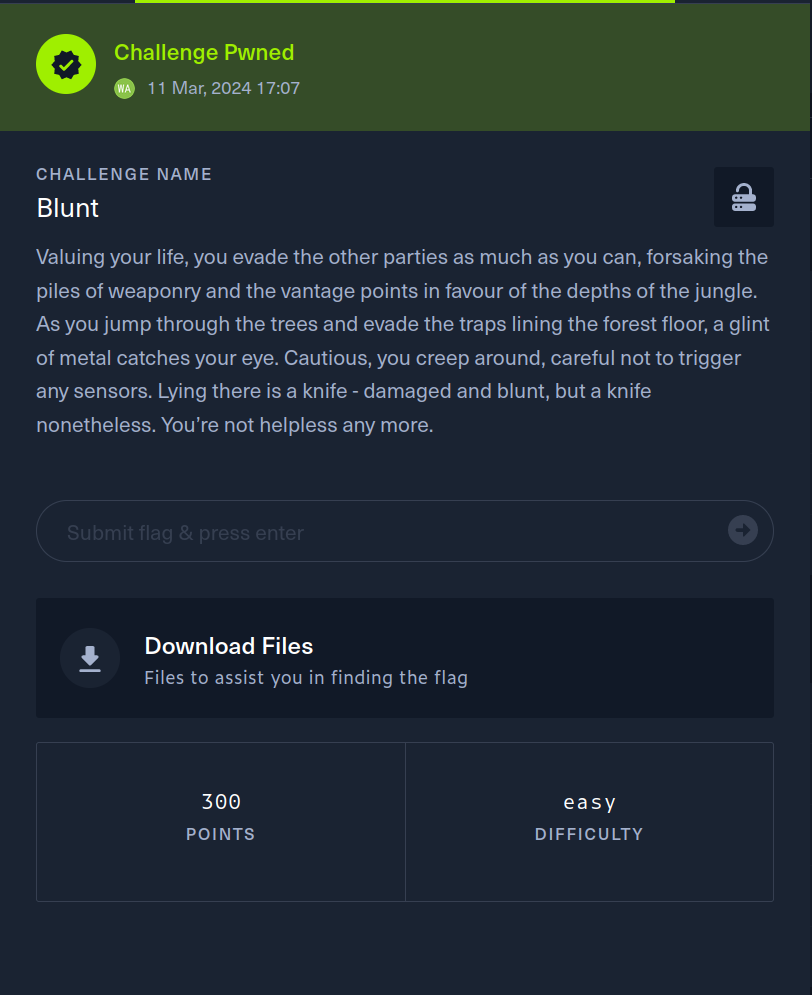 Challenge Pwned
WA 11 Mar, 2024 17:07
CHALLENGE NAME
Blunt
Valuing your life, you evade the other parties as much as you can, forsaking the
piles of weaponry and the vantage points in favour of the depths of the jungle.
As you jump through the trees and evade the traps lining the forest floor, a glint
of metal catches your eye. Cautious, you creep around, careful not to trigger
any sensors. Lying there is a knife - damaged and blunt, but a knife
nonetheless. You’re not helpless any more.
Submit flag & press enter
Download Files
Files to assist you in finding the flag
300
POINTS
easy
DIFFICULTY